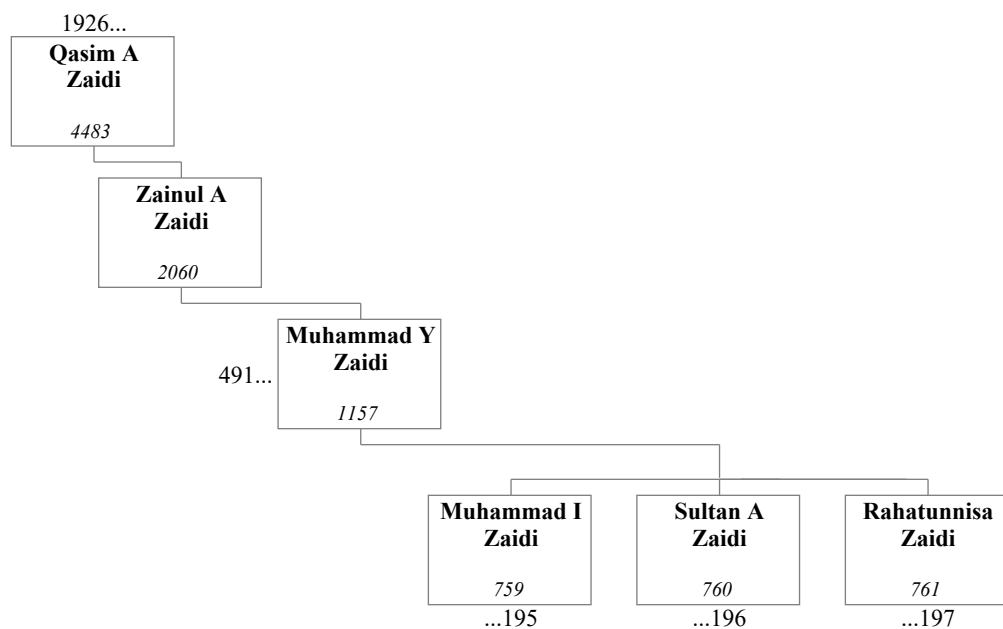 1926...
Qasim A
Zaidi
4483
Zainul A
Zaidi
2060
Muhammad Y
Zaidi
491...
1157
Muhammad I
Zaidi
759
...195
Sultan A
Zaidi
760
...196
Rahatunnisa
Zaidi
761
...197